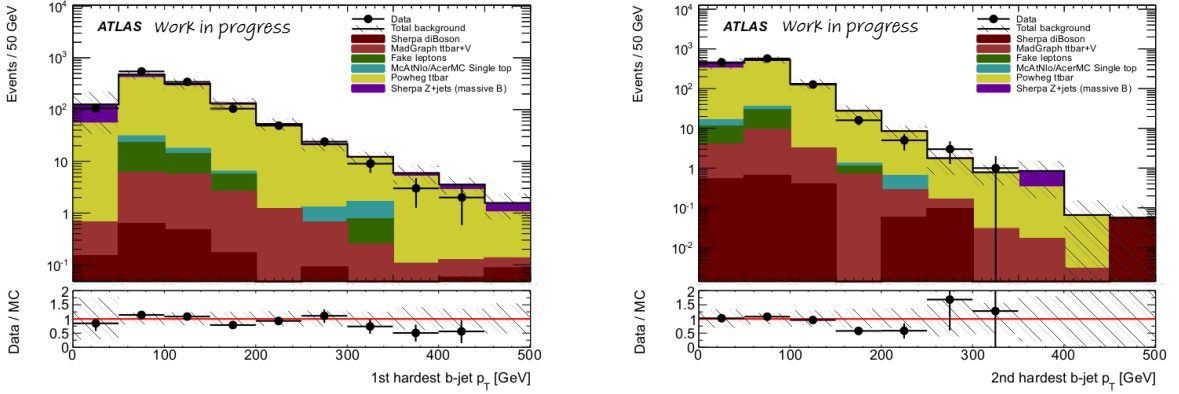 ATLAS Work in progress
Data
Total background
Sherpa diBoson
MadGraph ttbar+V
Fake leptons
McAtNlo/AcerMC Single top
Powheg ttbar
Sherpa Z+jets (massive B)
Events / 50 GeV
10⁴
10³
10²
10
1
10⁻¹
Data / MC
2
1.5
1
0.5
0
0 100 200 300 400 500
1st hardest b-jet p_T [GeV]
ATLAS Work in progress
Data
Total background
Sherpa diBoson
MadGraph ttbar+V
Fake leptons
McAtNlo/AcerMC Single top
Powheg ttbar
Sherpa Z+jets (massive B)
Events / 50 GeV
10⁴
10³
10²
10
1
10⁻¹
10⁻²
Data / MC
2
1.5
1
0.5
0
0 100 200 300 400 500
2nd hardest b-jet p_T [GeV]